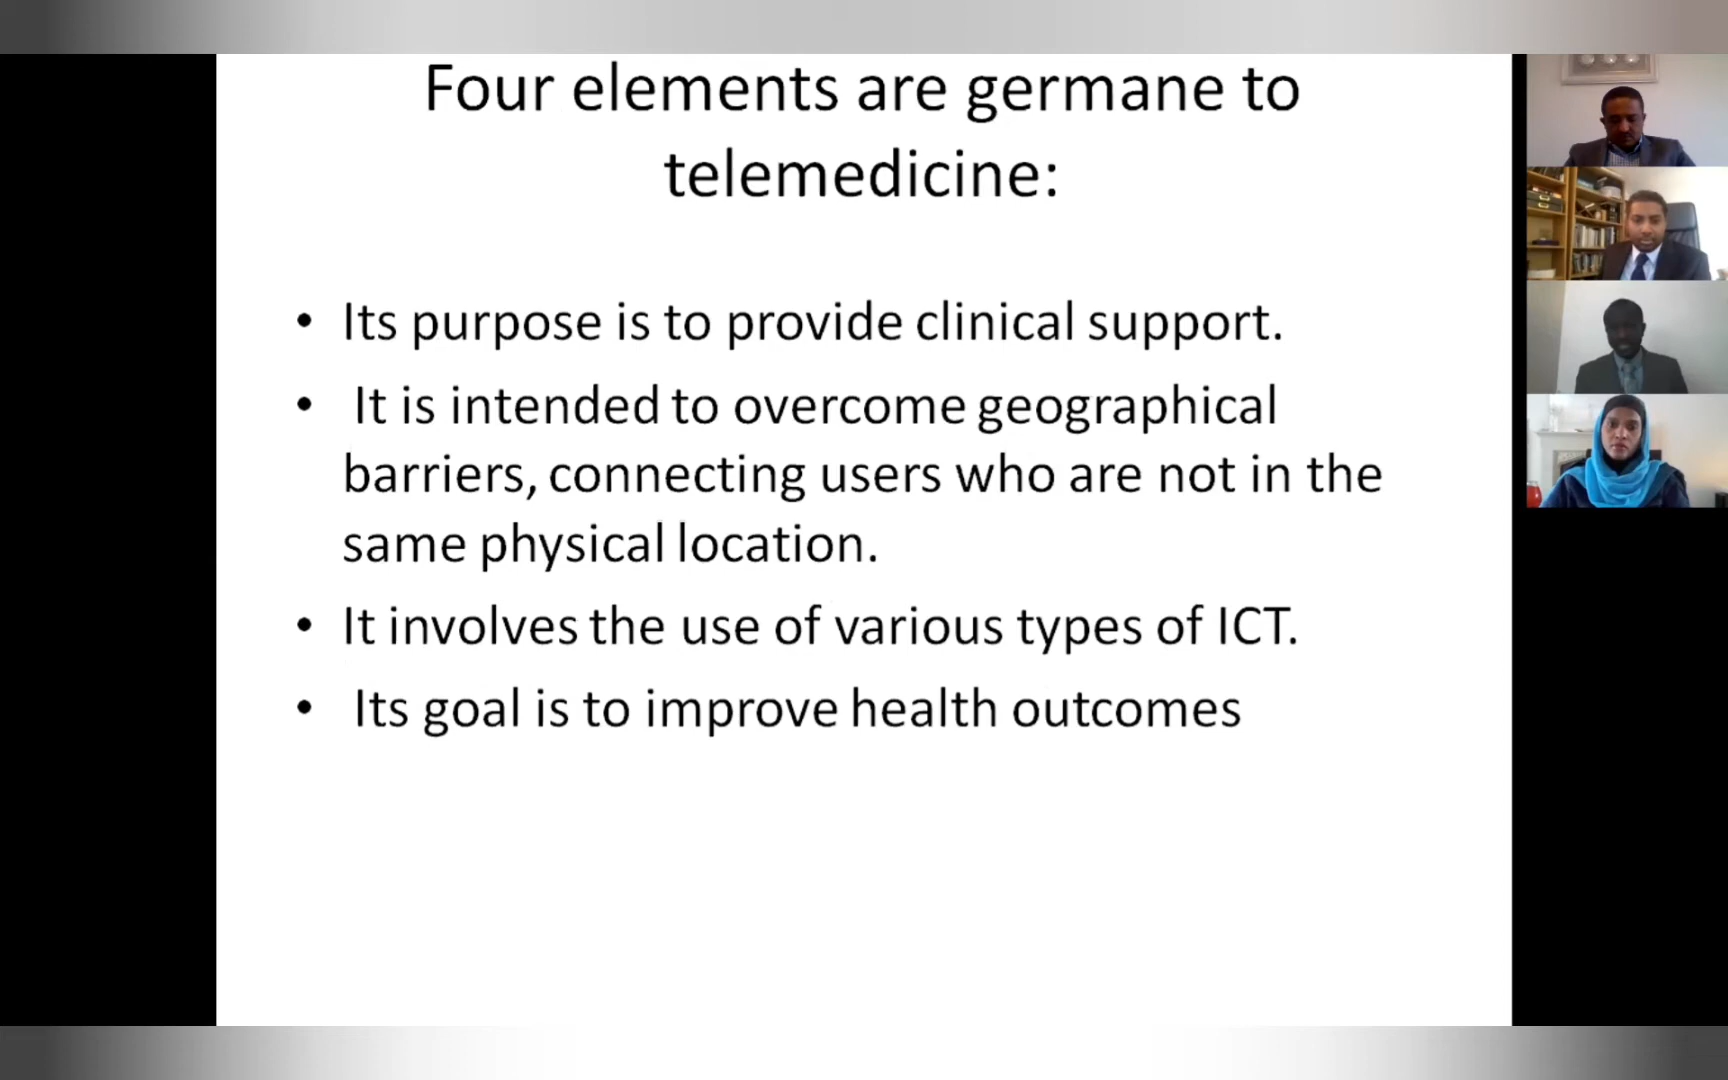 Four elements are germane to
telemedicine:
• Its purpose is to provide clinical support.
• It is intended to overcome geographical
barriers, connecting users who are not in the
same physical location.
• It involves the use of various types of ICT.
• Its goal is to improve health outcomes